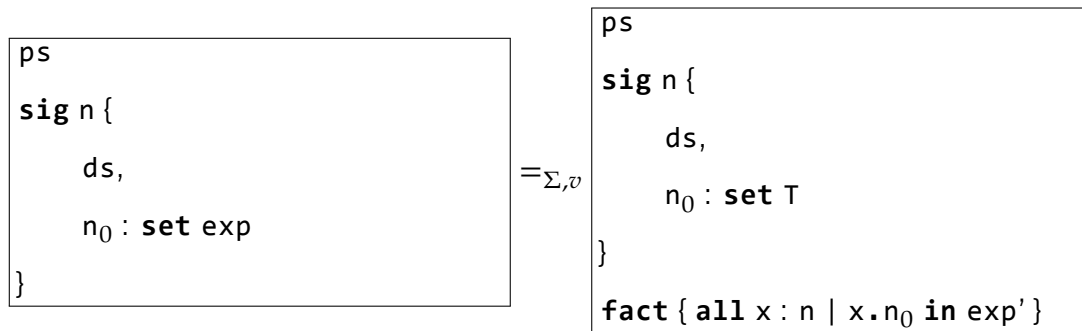 ps
sig n {
ds,
n₀ : set exp
}
=Σ,v
ps
sig n {
ds,
n₀ : set T
}
fact { all x : n | x.n₀ in exp' }